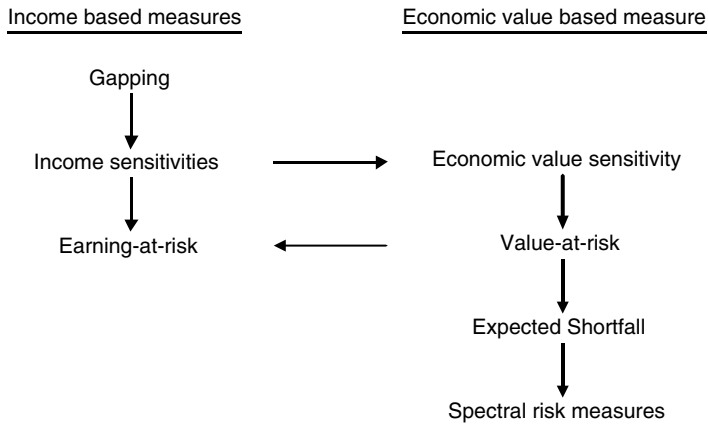 Income based measures
Economic value based measure
Gapping
Income sensitivities
Economic value sensitivity
Earning-at-risk
Value-at-risk
Expected Shortfall
Spectral risk measures